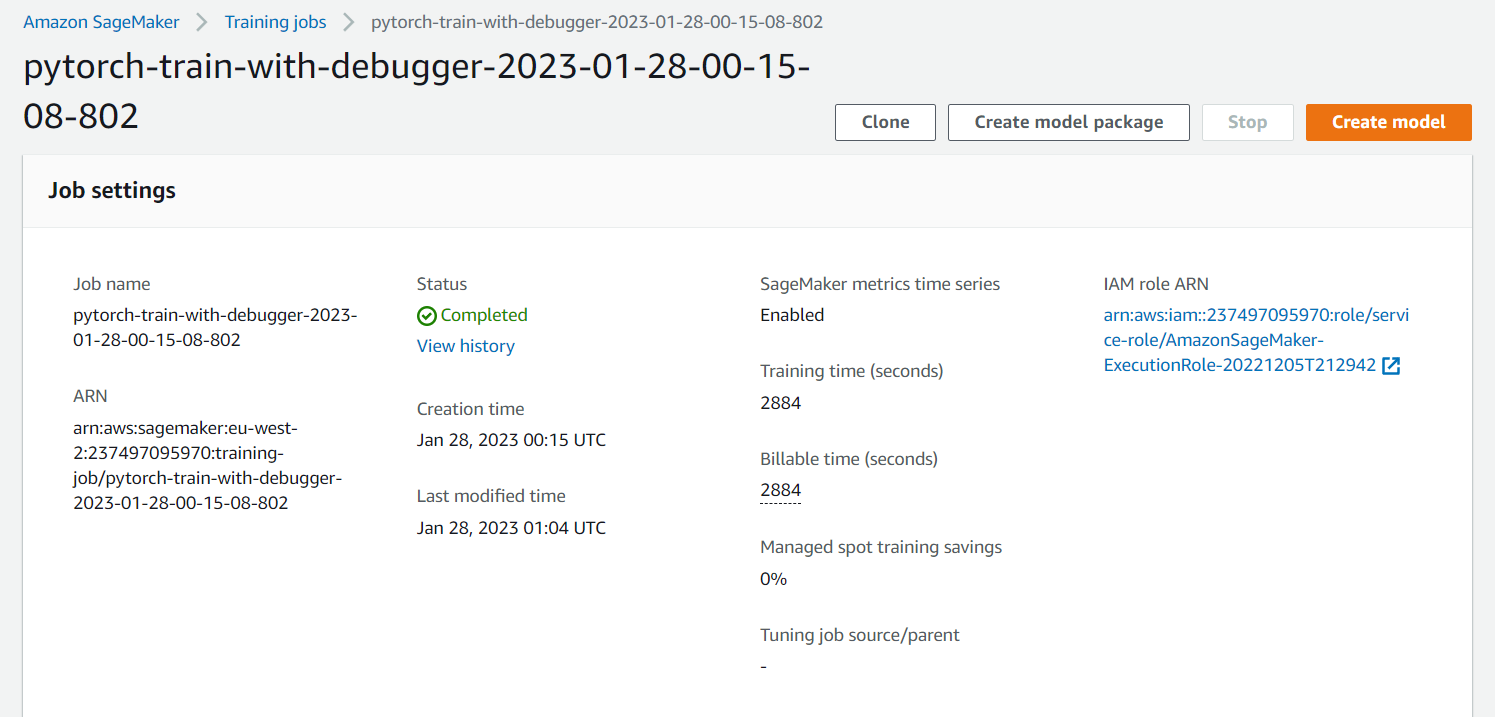 Amazon SageMaker > Training jobs > pytorch-train-with-debugger-2023-01-28-00-15-08-802
pytorch-train-with-debugger-2023-01-28-00-15-
08-802
Clone
Create model package
Stop
Create model
Job settings
Job name
pytorch-train-with-debugger-2023-
01-28-00-15-08-802
ARN
arn:aws:sagemaker:eu-west-
2:237497095970:training-
job/pytorch-train-with-debugger-
2023-01-28-00-15-08-802
Status
Completed
View history
Creation time
Jan 28, 2023 00:15 UTC
Last modified time
Jan 28, 2023 01:04 UTC
SageMaker metrics time series
Enabled
Training time (seconds)
2884
Billable time (seconds)
2884
Managed spot training savings
0%
Tuning job source/parent
-
IAM role ARN
arn:aws:iam::237497095970:role/servi
ce-role/AmazonSageMaker-
ExecutionRole-20221205T212942